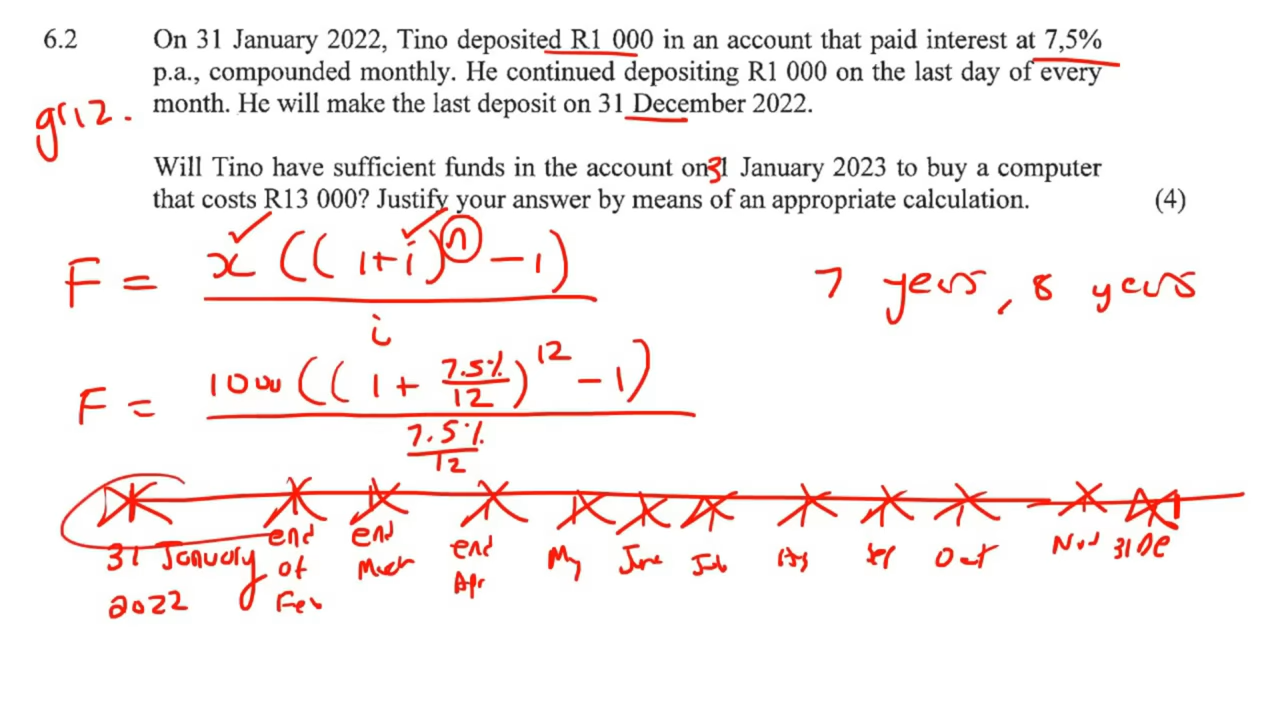 6.2 On 31 January 2022, Tino deposited R1 000 in an account that paid interest at 7,5%
p.a., compounded monthly. He continued depositing R1 000 on the last day of every
month. He will make the last deposit on 31 December 2022.
gr12.
Will Tino have sufficient funds in the account on 31 January 2023 to buy a computer
that costs R13 000? Justify your answer by means of an appropriate calculation. (4)
F = x((1+i)^n - 1) / i
7 years, 8 years
F = 1000((1 + 7.5%/12)^12 - 1) / (7.5%/12)
31 January 2022
end of Feb
end March
end Apr
My
June
Oct
Nov
31 De